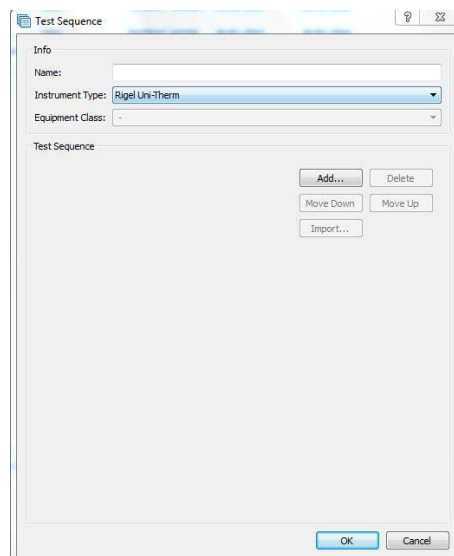 Test Sequence
Info
Name:
Instrument Type: Rigel Uni-Therm
Equipment Class: -
Test Sequence
Add... Delete
Move Down Move Up
Import...
OK Cancel